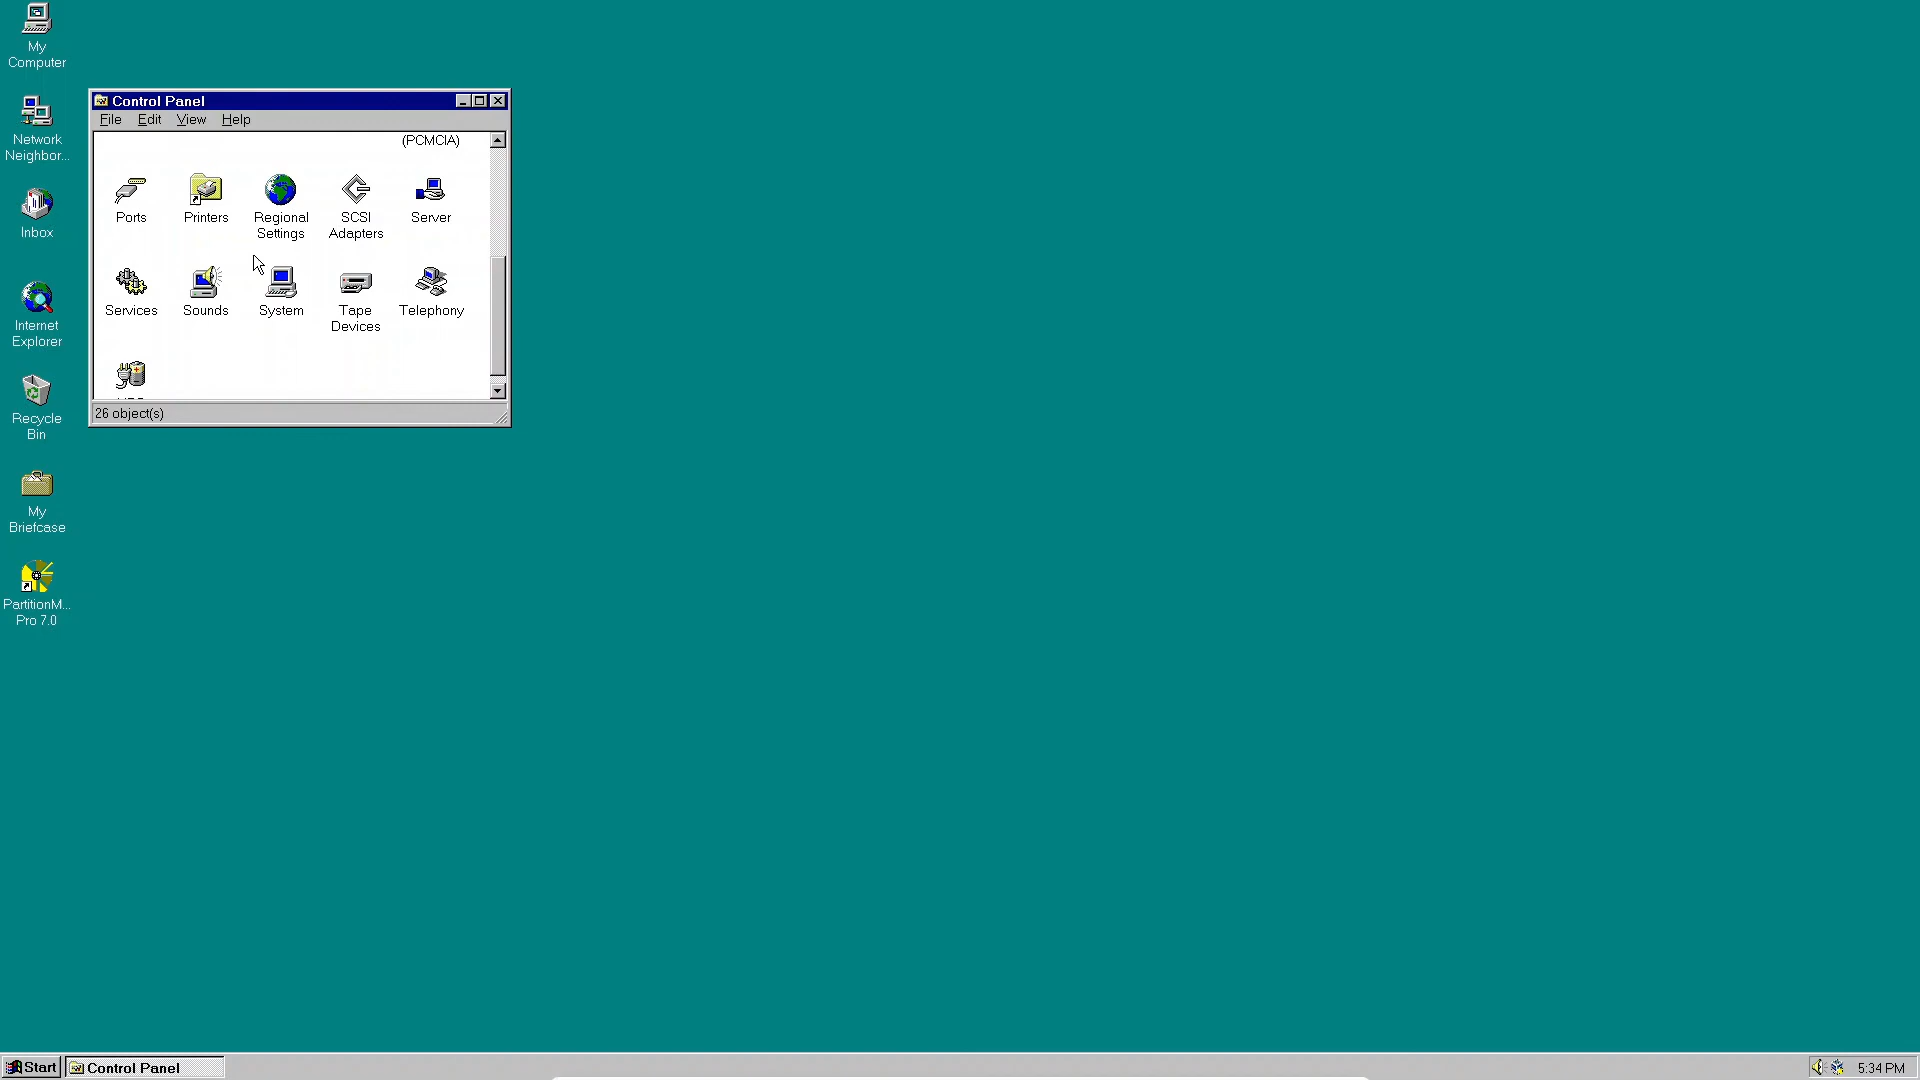 My
Computer
Network
Neighbor...
Inbox
Internet
Explorer
Recycle
Bin
My
Briefcase
PartitionM...
Pro 7.0
Control Panel
File Edit View Help
(PCMCIA)
Ports Printers Regional SCSI Server
Settings Adapters
Services Sounds System Tape Telephony
Devices
26 object(s)
Start Control Panel 5:34 PM